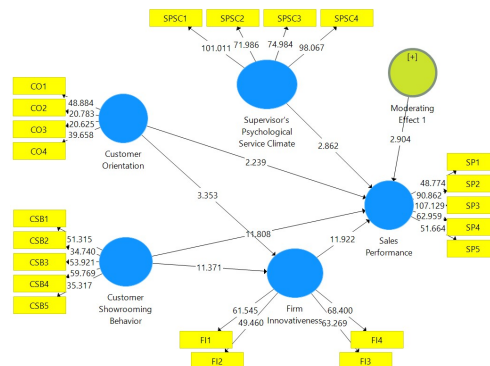 SPSC1
SPSC2
SPSC3
SPSC4
101.011
71.986
74.984
98.067
[+]
Moderating
Effect 1
Supervisor's
Psychological
Service Climate
CO1
CO2
CO3
CO4
48.884
20.783
20.625
39.658
Customer
Orientation
2.239
2.862
2.904
3.353
SP1
SP2
SP3
SP4
SP5
48.774
90.862
107.129
62.959
51.664
Sales
Performance
CSB1
CSB2
CSB3
CSB4
CSB5
51.315
34.740
53.921
59.769
35.317
Customer
Showrooming
Behavior
11.808
11.371
11.922
Firm
Innovativeness
61.545
49.460
68.400
63.269
FI1
FI2
FI4
FI3